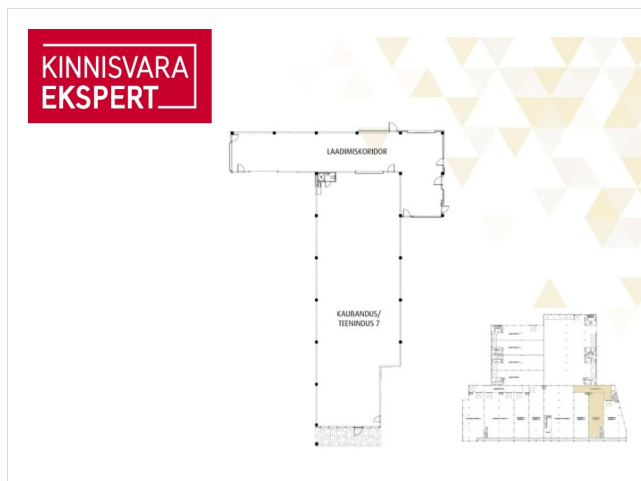 KINNISVARA
EKSPERT
LAADIMISKORIDOR
KAUBANDUS/
TEENINDUS 7